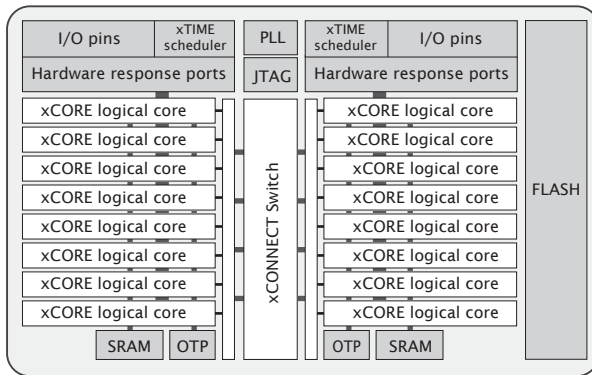 I/O pins
xTIME
scheduler
PLL
xTIME
scheduler
I/O pins
Hardware response ports
JTAG
Hardware response ports
xCORE logical core
xCORE logical core
xCORE logical core
xCORE logical core
xCORE logical core
xCORE logical core
xCORE logical core
xCORE logical core
SRAM
OTP
xCONNECT Switch
xCORE logical core
xCORE logical core
xCORE logical core
xCORE logical core
xCORE logical core
xCORE logical core
xCORE logical core
xCORE logical core
OTP
SRAM
FLASH